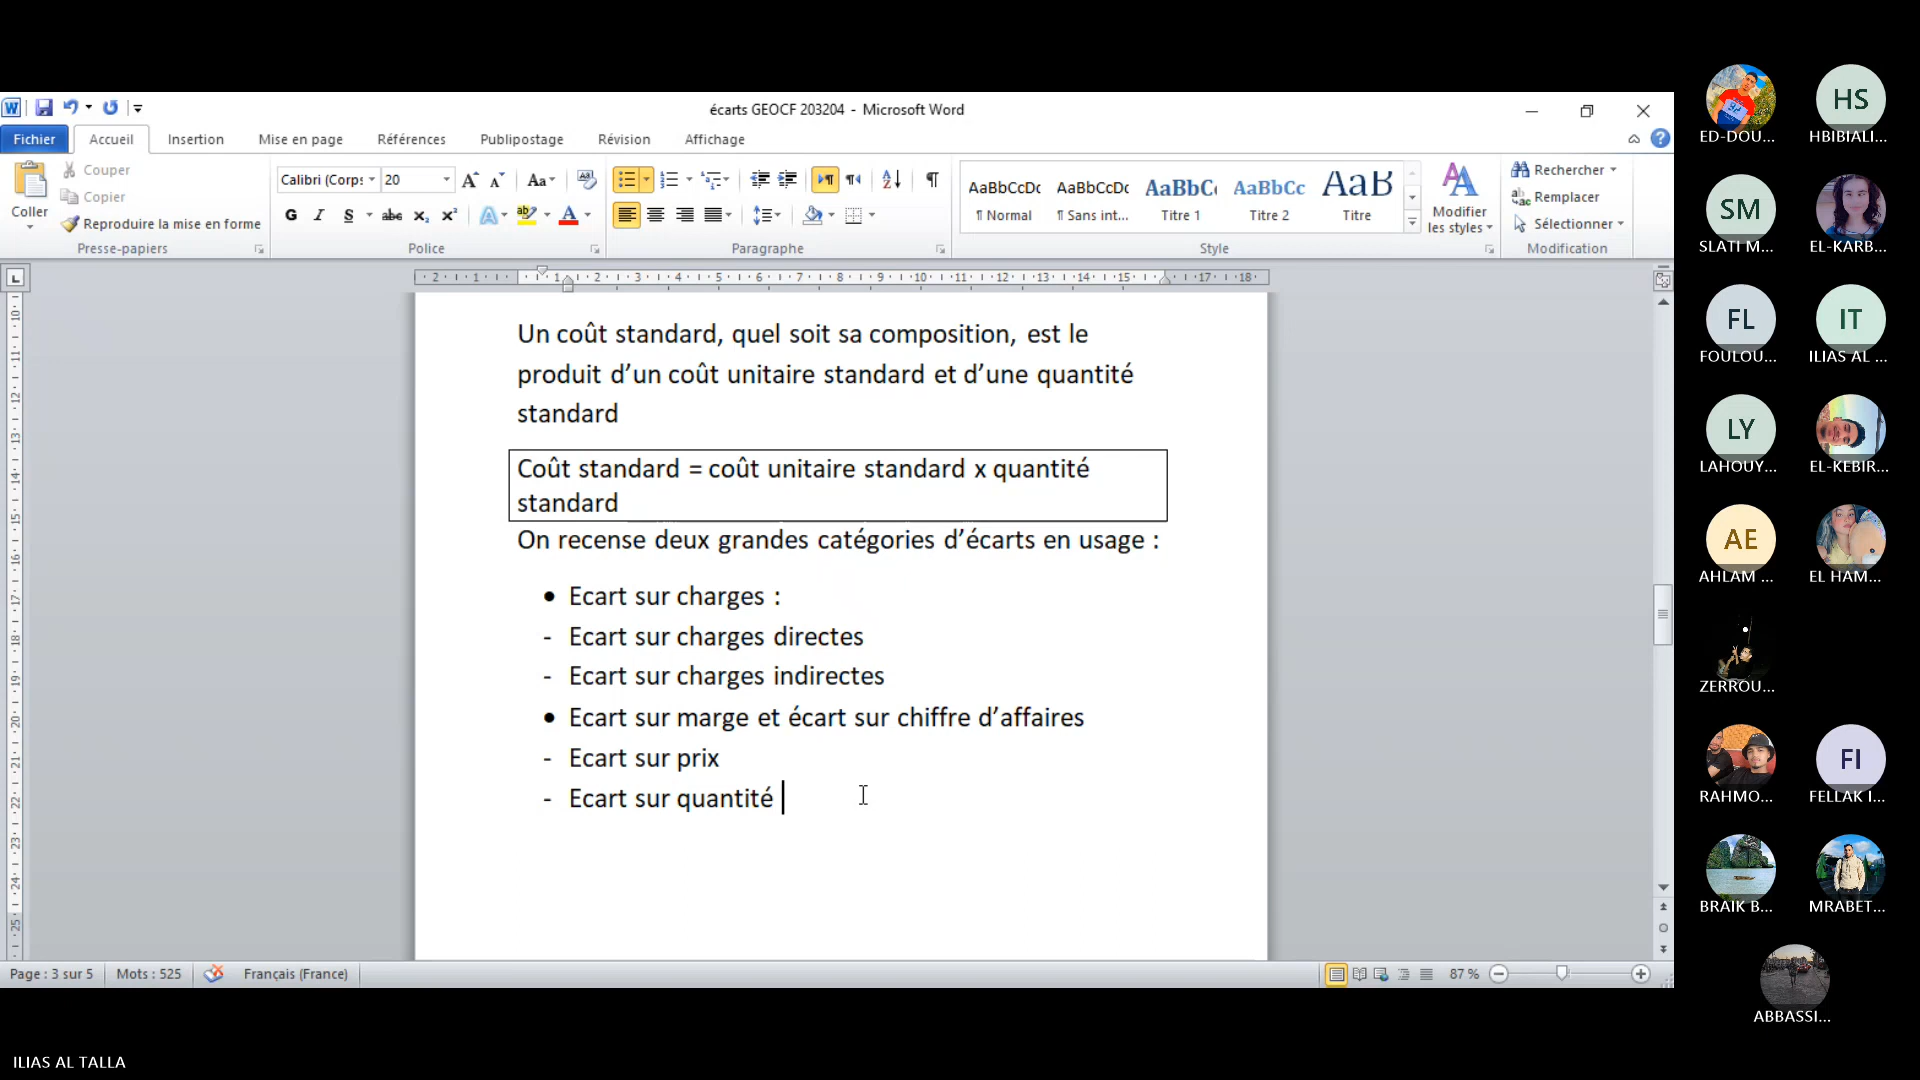 écarts GEOCF 203204 - Microsoft Word
Fichier Accueil Insertion Mise en page Références Publipostage Révision Affichage
Coller
Couper
Copier
Reproduire la mise en forme
Presse-papiers
Calibri (Corps 20
G I S abc x₂ x²
Police
Paragraphe
AaBbCcDc AaBbCcDc AaBbC AaBbCc AaB
¶ Normal ¶ Sans int... Titre 1 Titre 2 Titre
Modifier les styles
Style
Rechercher
Remplacer
Sélectionner
Modification
Un coût standard, quel soit sa composition, est le
produit d’un coût unitaire standard et d’une quantité
standard
Coût standard = coût unitaire standard x quantité
standard
On recense deux grandes catégories d’écarts en usage :
• Ecart sur charges :
- Ecart sur charges directes
- Ecart sur charges indirectes
• Ecart sur marge et écart sur chiffre d’affaires
- Ecart sur prix
- Ecart sur quantité
Page : 3 sur 5 Mots : 525 Français (France) 87 %
ED-DOU... HS HBIBIALI...
SM SLATI M... EL-KARB...
FL FOULOU... IT ILIAS AL ...
LY LAHOUY... EL-KEBIR...
AE AHLAM ... EL HAM...
ZERROU...
RAHMO... FI FELLAK I...
BRAIK B... MRABET...
ABBASSI...
ILIAS AL TALLA